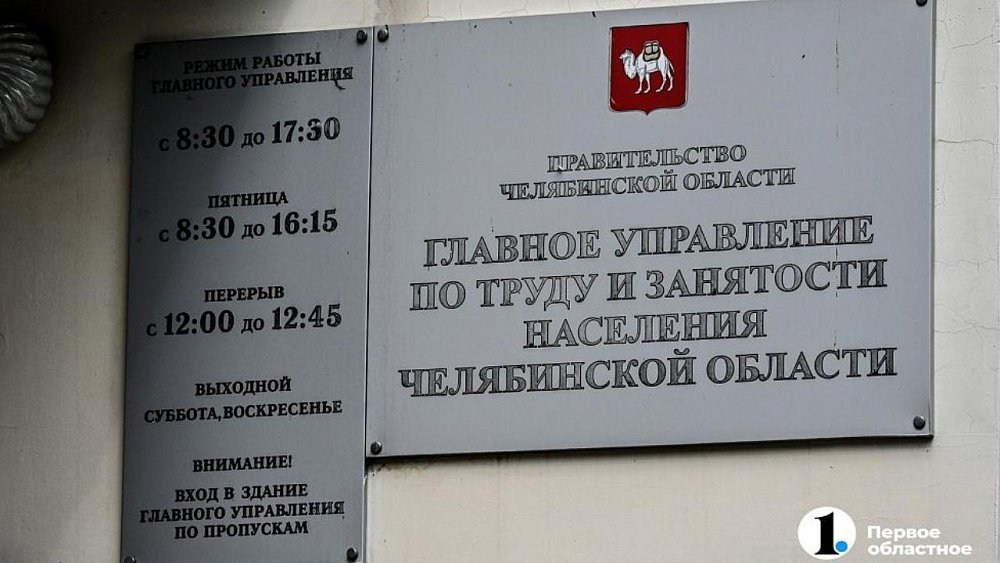 РЕЖИМ РАБОТЫ
ГЛАВНОГО УПРАВЛЕНИЯ
с 8:30 до 17:30
ПЯТНИЦА
с 8:30 до 16:15
ПЕРЕРЫВ
с 12:00 до 12:45
ВЫХОДНОЙ
СУББОТА, ВОСКРЕСЕНЬЕ
ВНИМАНИЕ!
ВХОД В ЗДАНИЕ
ГЛАВНОГО УПРАВЛЕНИЯ
ПО ПРОПУСКАМ
ПРАВИТЕЛЬСТВО
ЧЕЛЯБИНСКОЙ ОБЛАСТИ
ГЛАВНОЕ УПРАВЛЕНИЕ
ПО ТРУДУ И ЗАНЯТОСТИ
НАСЕЛЕНИЯ
ЧЕЛЯБИНСКОЙ ОБЛАСТИ
1.
Первое
областное